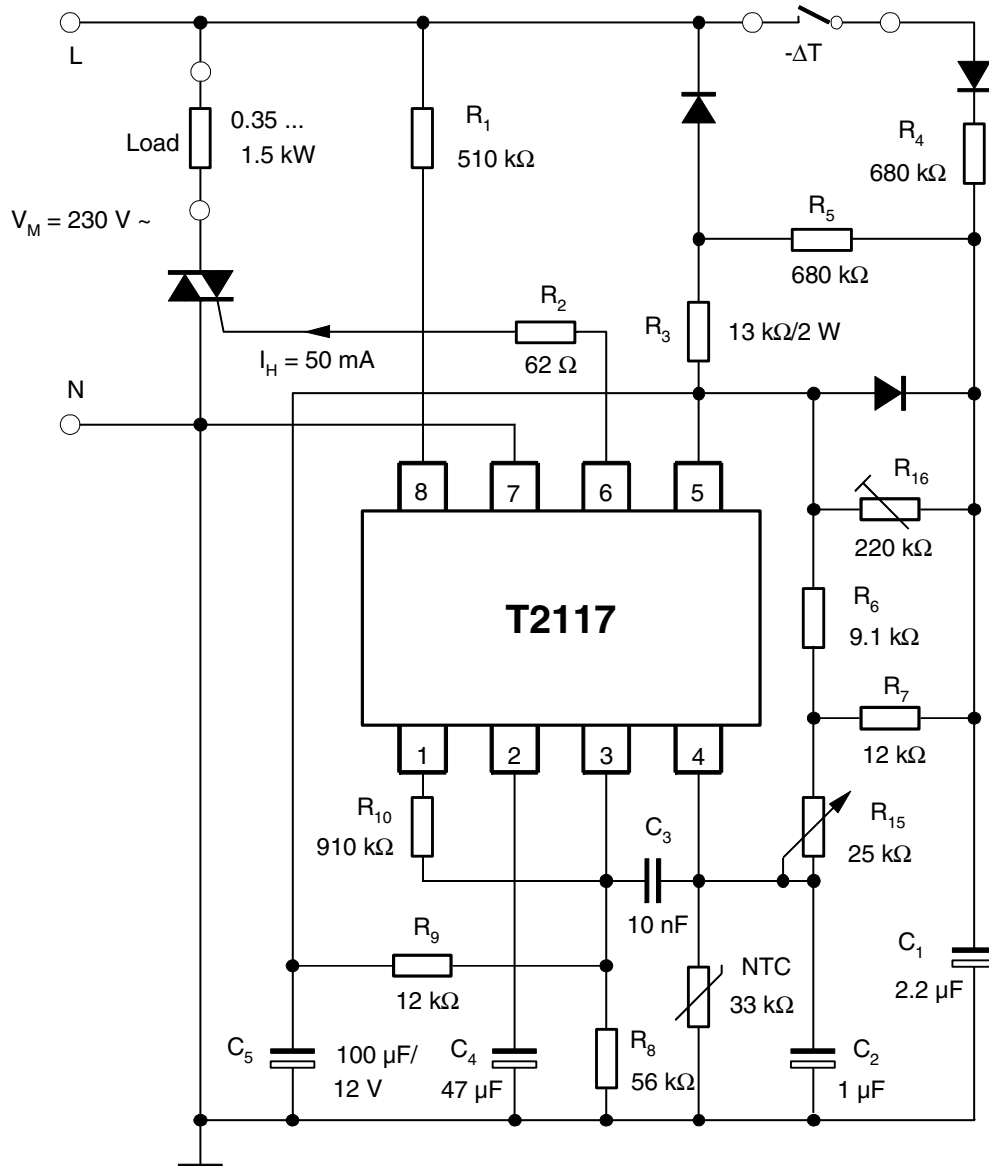 L
-ΔT
Load
0.35 ...
1.5 kW
R1
510 kΩ
R4
680 kΩ
VM = 230 V ~
R5
680 kΩ
R2
62 Ω
IH = 50 mA
R3
13 kΩ/2 W
N
8
7
6
5
R16
220 kΩ
T2117
R6
9.1 kΩ
R7
12 kΩ
1
2
3
4
R10
910 kΩ
C3
10 nF
R15
25 kΩ
R9
12 kΩ
NTC
33 kΩ
C1
2.2 µF
C5
100 µF/
12 V
C4
47 µF
R8
56 kΩ
C2
1 µF